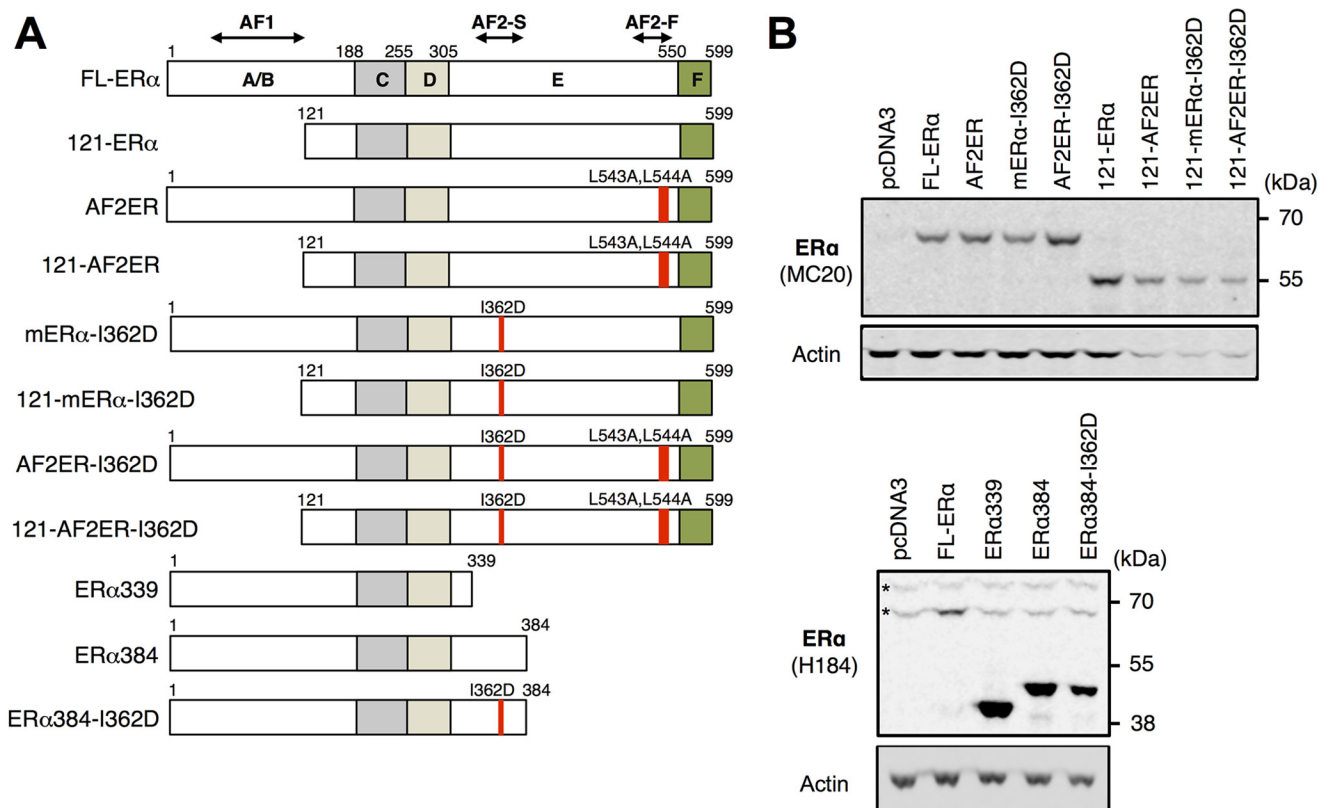 A
AF1 AF2-S AF2-F
1 188 255 305 550 599
FL-ERα A/B C D E F
121 599
121-ERα
1 L543A,L544A 599
AF2ER
121 L543A,L544A 599
121-AF2ER
1 I362D 599
mERα-I362D
121 I362D 599
121-mERα-I362D
1 I362D L543A,L544A 599
AF2ER-I362D
121 I362D L543A,L544A 599
121-AF2ER-I362D
1 339
ERα339
1 384
ERα384
1 I362D 384
ERα384-I362D
B
pcDNA3
FL-ERα
AF2ER
mERα-I362D
AF2ER-I362D
121-ERα
121-AF2ER
121-mERα-I362D
121-AF2ER-I362D
(kDa)
70
ERα
(MC20)
55
Actin
pcDNA3
FL-ERα
ERα339
ERα384
ERα384-I362D
(kDa)
*
* 70
ERα
(H184)
55
38
Actin